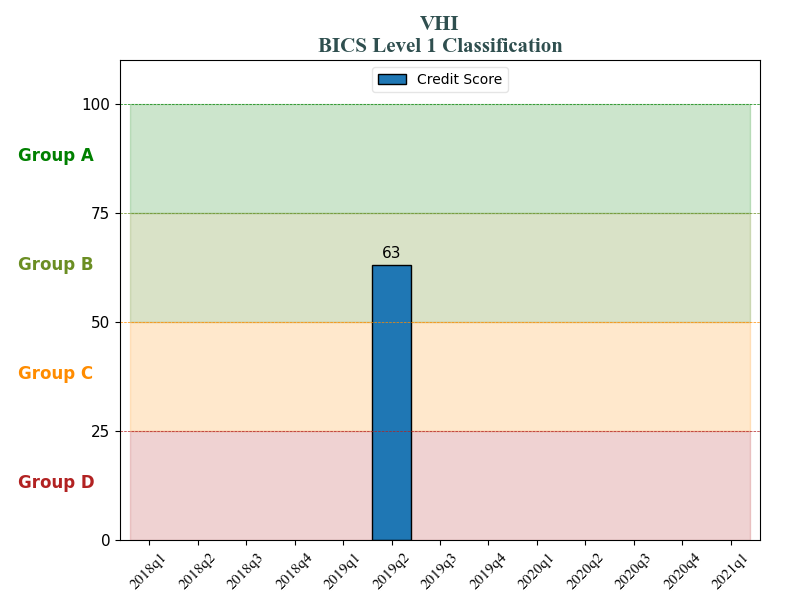 VHI
BICS Level 1 Classification
Credit Score
100
Group A
75
Group B
63
50
Group C
25
Group D
0
2018q1
2018q2
2018q3
2018q4
2019q1
2019q2
2019q3
2019q4
2020q1
2020q2
2020q3
2020q4
2021q1